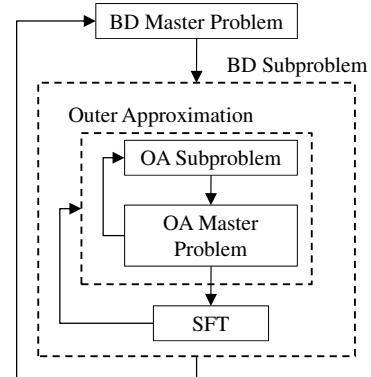 BD Master Problem
BD Subproblem
Outer Approximation
OA Subproblem
OA Master
Problem
SFT